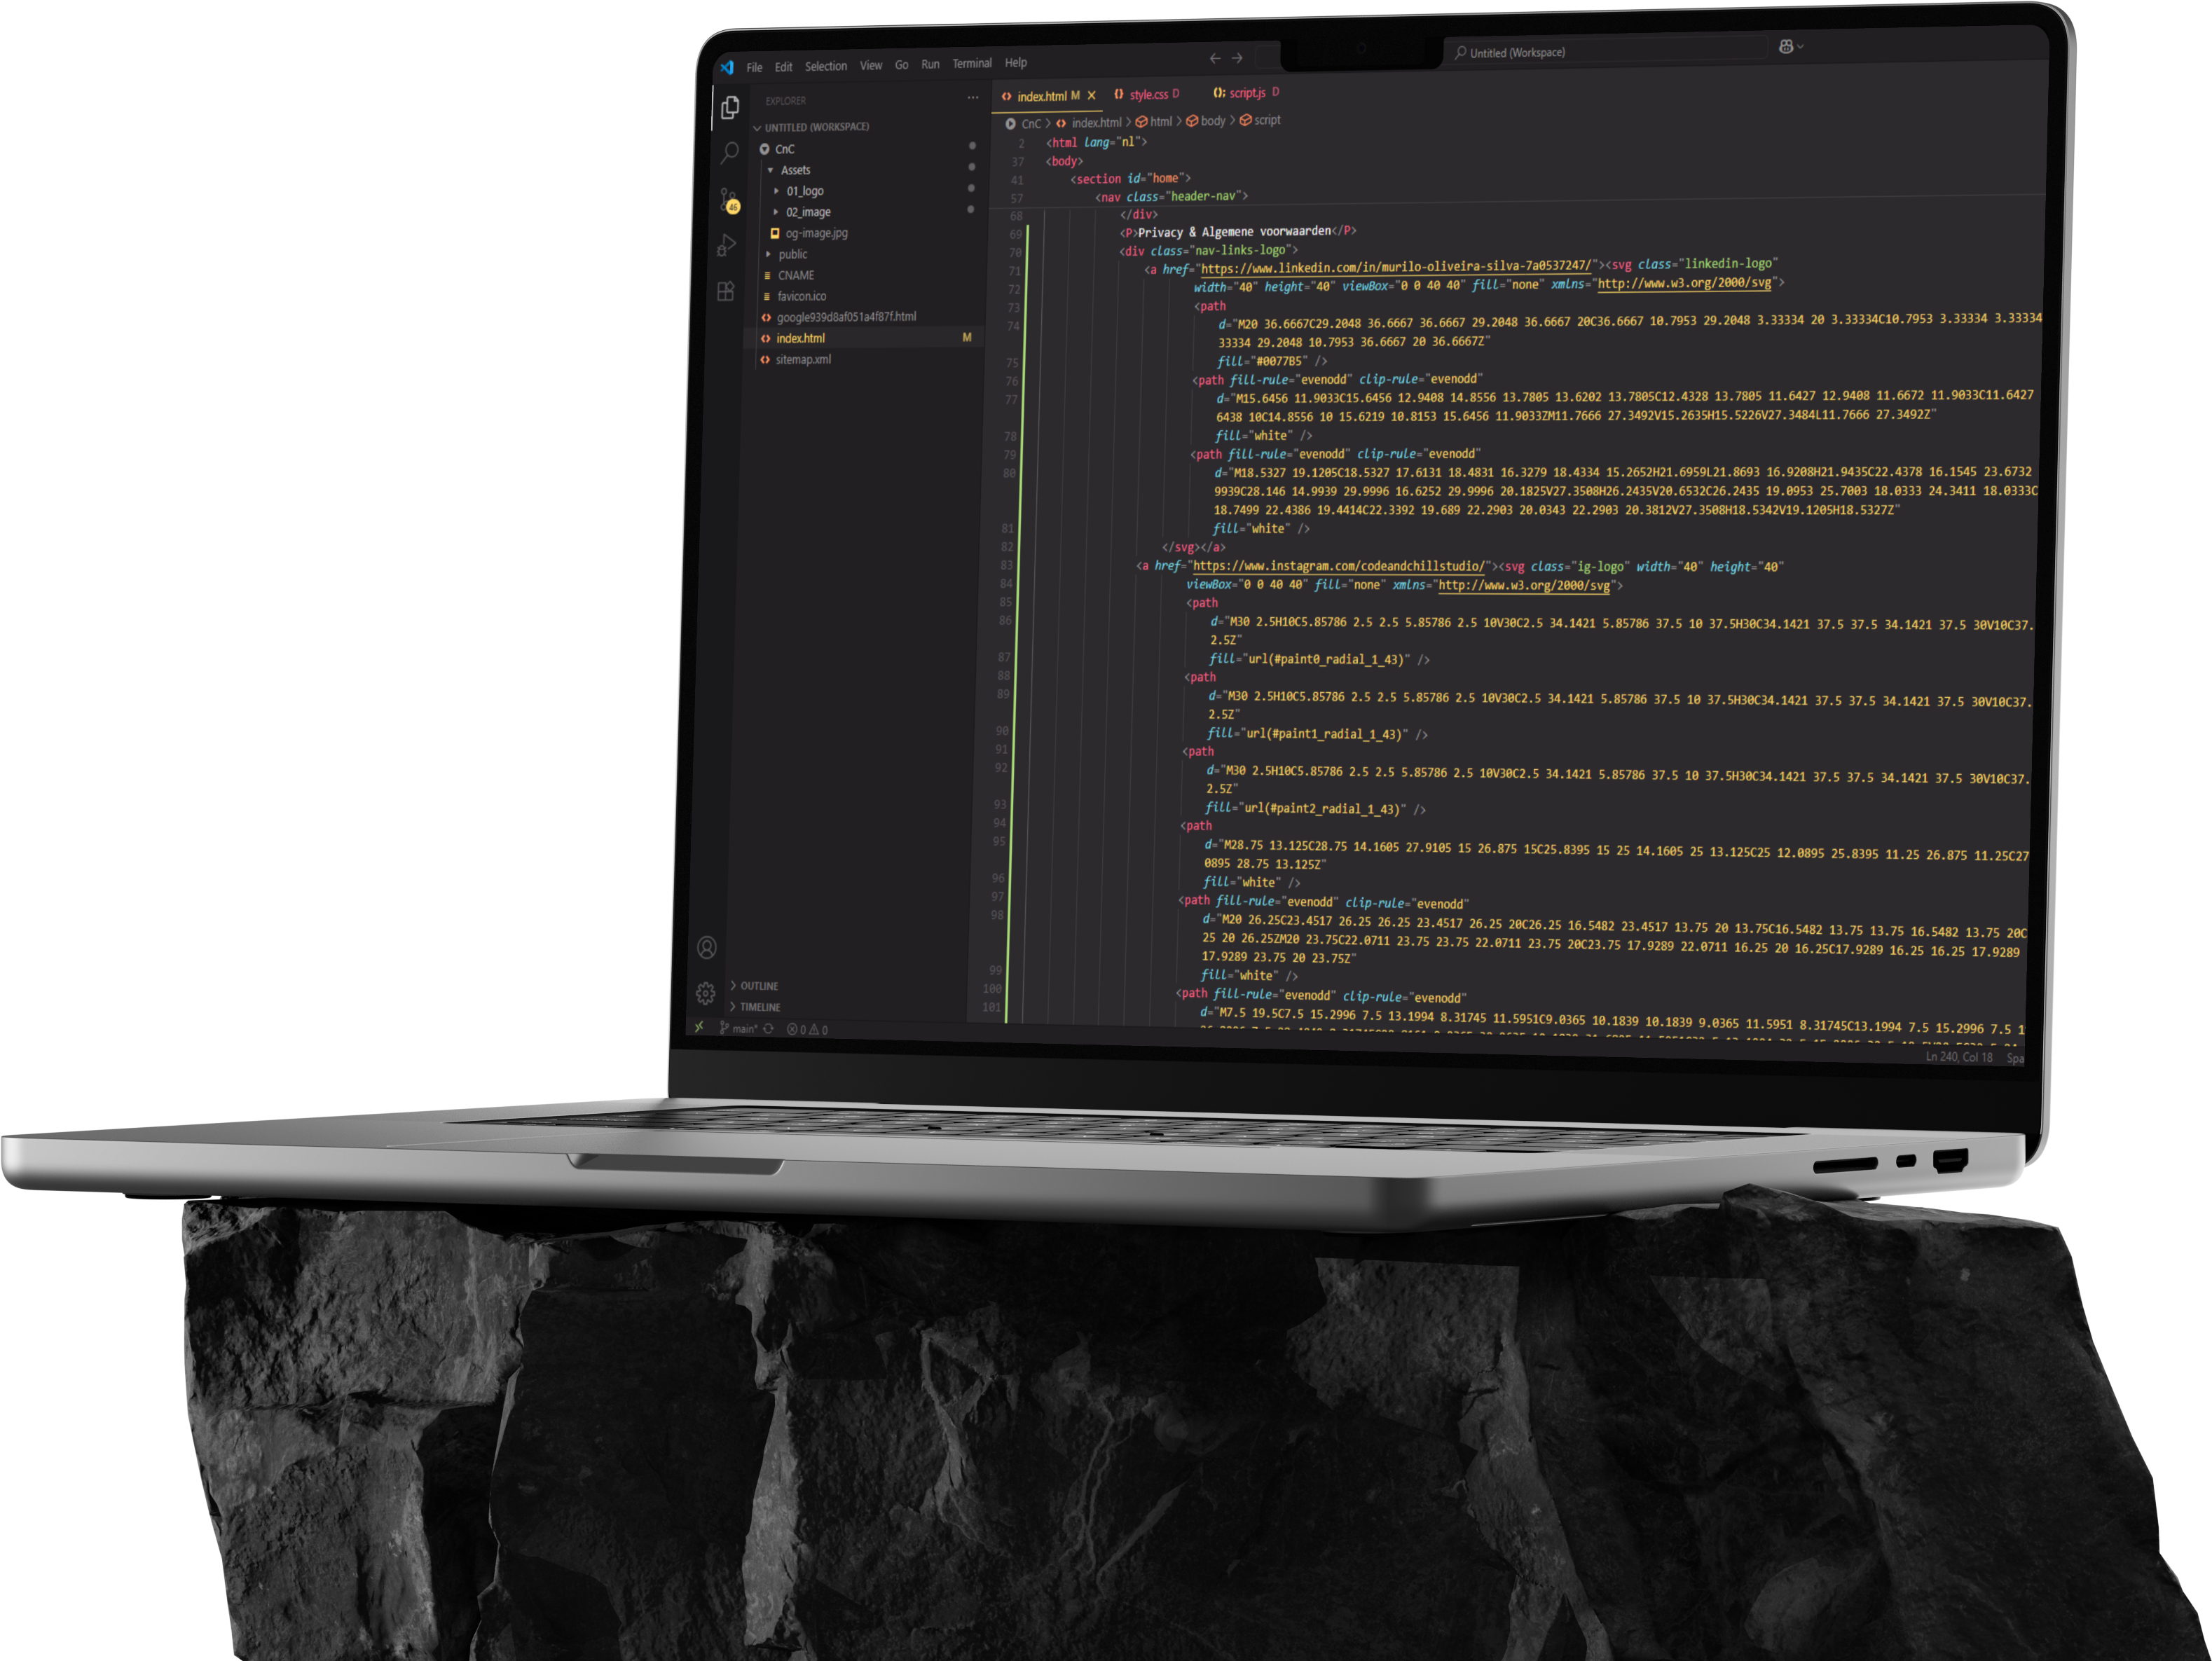 File Edit Selection View Go Run Terminal Help
Untitled (Workspace)
EXPLORER
UNTITLED (WORKSPACE)
CnC
Assets
01_logo
02_image
og-image.jpg
public
CNAME
favicon.ico
google939d8af051a4f87f.html
index.html M
sitemap.xml
46
OUTLINE
TIMELINE
index.html M
style.css D
script.js D
CnC > index.html > html > body > script
2 <html lang="nl">
37 <body>
41 <section id="home">
57 <nav class="header-nav">
68 </div>
69 <P>Privacy & Algemene voorwaarden</P>
70 <div class="nav-links-logo">
71 <a href="https://www.linkedin.com/in/murilo-oliveira-silva-7a0537247/"><svg class="linkedin-logo"
72 width="40" height="40" viewBox="0 0 40 40" fill="none" xmlns="http://www.w3.org/2000/svg">
73 <path
74 d="M20 36.6667C29.2048 36.6667 36.6667 29.2048 36.6667 20C36.6667 10.7953 29.2048 3.33334 20 3.33334C10.7953 3.33334 3.33334
33334 29.2048 10.7953 36.6667 20 36.6667Z"
75 fill="#0077B5" />
76 <path fill-rule="evenodd" clip-rule="evenodd"
77 d="M15.6456 11.9033C15.6456 12.9408 14.8556 13.7805 13.6202 13.7805C12.4328 13.7805 11.6427 12.9408 11.6672 11.9033C11.6427
6438 10C14.8556 10 15.6219 10.8153 15.6456 11.9033ZM11.7666 27.3492V15.2635H15.5226V27.3484L11.7666 27.3492Z"
78 fill="white" />
79 <path fill-rule="evenodd" clip-rule="evenodd"
80 d="M18.5327 19.1205C18.5327 17.6131 18.4831 16.3279 18.4334 15.2652H21.6959L21.8693 16.9208H21.9435C22.4378 16.1545 23.6732
9939C28.146 14.9939 29.9996 16.6252 29.9996 20.1825V27.3508H26.2435V20.6532C26.2435 19.0953 25.7003 18.0333 24.3411 18.0333C
18.7499 22.4386 19.4414C22.3392 19.689 22.2903 20.0343 22.2903 20.3812V27.3508H18.5342V19.1205H18.5327Z"
81 fill="white" />
82 </svg></a>
83 <a href="https://www.instagram.com/codeandchillstudio/"><svg class="ig-logo" width="40" height="40"
84 viewBox="0 0 40 40" fill="none" xmlns="http://www.w3.org/2000/svg">
85 <path
86 d="M30 2.5H10C5.85786 2.5 2.5 5.85786 2.5 10V30C2.5 34.1421 5.85786 37.5 10 37.5H30C34.1421 37.5 37.5 34.1421 37.5 30V10C37.
2.5Z"
87 fill="url(#paint0_radial_1_43)" />
88 <path
89 d="M30 2.5H10C5.85786 2.5 2.5 5.85786 2.5 10V30C2.5 34.1421 5.85786 37.5 10 37.5H30C34.1421 37.5 37.5 34.1421 37.5 30V10C37.
2.5Z"
90 fill="url(#paint1_radial_1_43)" />
91 <path
92 d="M30 2.5H10C5.85786 2.5 2.5 5.85786 2.5 10V30C2.5 34.1421 5.85786 37.5 10 37.5H30C34.1421 37.5 37.5 34.1421 37.5 30V10C37.
2.5Z"
93 fill="url(#paint2_radial_1_43)" />
94 <path
95 d="M28.75 13.125C28.75 14.1605 27.9105 15 26.875 15C25.8395 15 25 14.1605 25 13.125C25 12.0895 25.8395 11.25 26.875 11.25C27
0895 28.75 13.125Z"
96 fill="white" />
97 <path fill-rule="evenodd" clip-rule="evenodd"
98 d="M20 26.25C23.4517 26.25 26.25 23.4517 26.25 20C26.25 16.5482 23.4517 13.75 20 13.75C16.5482 13.75 13.75 16.5482 13.75 20C
25 20 26.25ZM20 23.75C22.0711 23.75 23.75 22.0711 23.75 20C23.75 17.9289 22.0711 16.25 20 16.25C17.9289 16.25 16.25 17.9289
17.9289 23.75 20 23.75Z"
99 fill="white" />
100 <path fill-rule="evenodd" clip-rule="evenodd"
101 d="M7.5 19.5C7.5 15.2996 7.5 13.1994 8.31745 11.5951C9.0365 10.1839 10.1839 9.0365 11.5951 8.31745C13.1994 7.5 15.2996 7.5
main* 0 0
Ln 240, Col 18 Spa